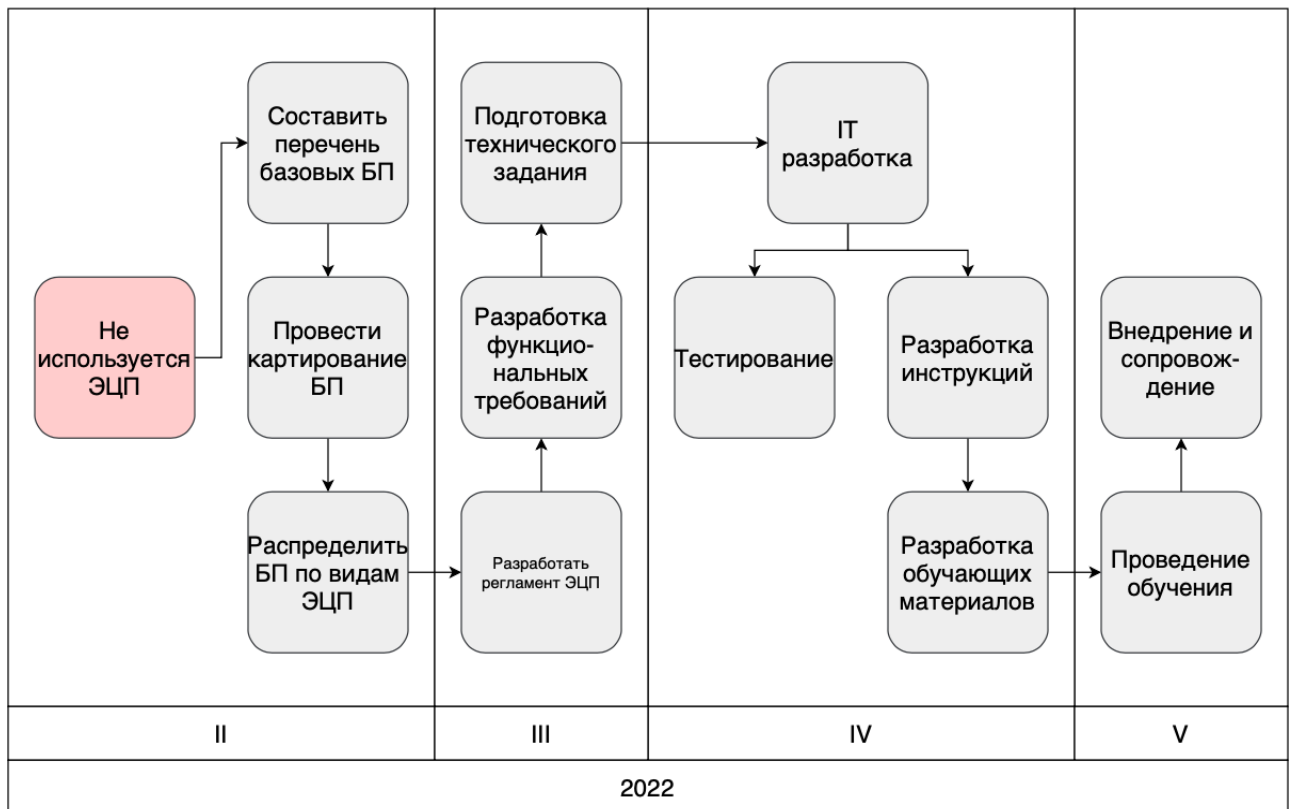 Не
используется
ЭЦП
Составить
перечень
базовых БП
Провести
картирование
БП
Распределить
БП по видам
ЭЦП
Разработать
регламент ЭЦП
Разработка
функцио-
нальных
требований
Подготовка
технического
задания
IT
разработка
Тестирование
Разработка
инструкций
Разработка
обучающих
материалов
Проведение
обучения
Внедрение и
сопровож-
дение
II
III
IV
V
2022